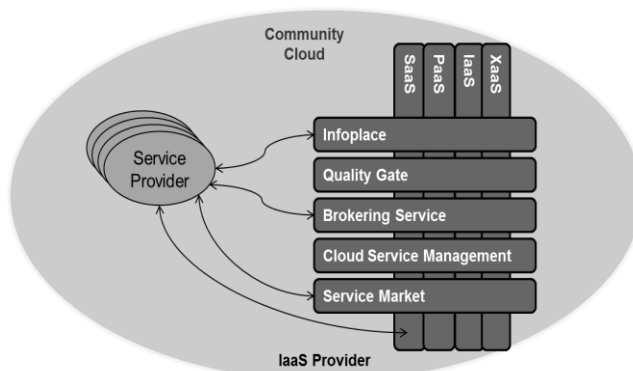 Community
Cloud
SaaS
PaaS
IaaS
XaaS
Service
Provider
Infoplace
Quality Gate
Brokering Service
Cloud Service Management
Service Market
IaaS Provider